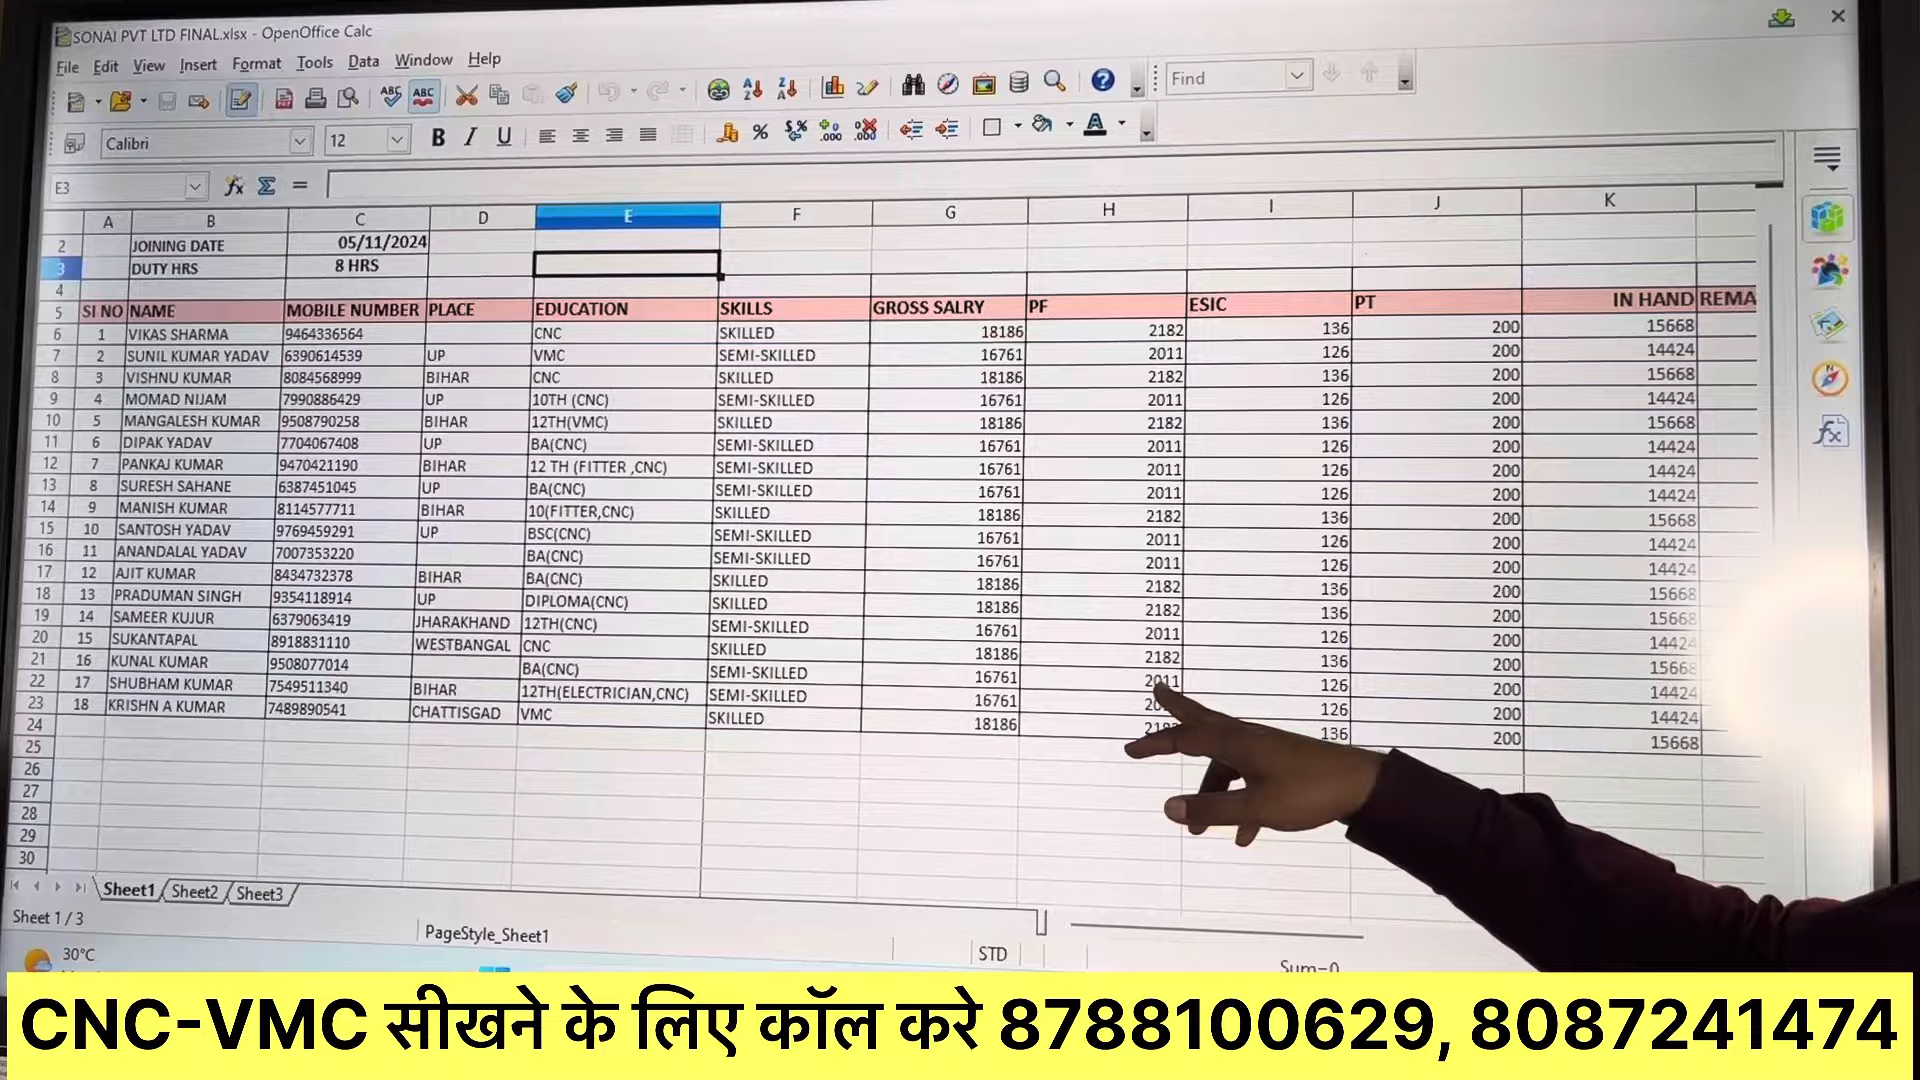 SONAI PVT LTD FINAL.xlsx - OpenOffice Calc
File Edit View Insert Format Tools Data Window Help
Find
Calibri 12 B I U
E3
A B C D E F G H I J K
2 JOINING DATE 05/11/2024
3 DUTY HRS 8 HRS
4
5 SI NO NAME MOBILE NUMBER PLACE EDUCATION SKILLS GROSS SALRY PF ESIC PT IN HAND REMA
6 1 VIKAS SHARMA 9464336564 CNC SKILLED 18186 2182 136 200 15668
7 2 SUNIL KUMAR YADAV 6390614539 UP VMC SEMI-SKILLED 16761 2011 126 200 14424
8 3 VISHNU KUMAR 8084568999 BIHAR CNC SKILLED 18186 2182 136 200 15668
9 4 MOMAD NIJAM 7990886429 UP 10TH (CNC) SEMI-SKILLED 16761 2011 126 200 14424
10 5 MANGALESH KUMAR 9508790258 BIHAR 12TH(VMC) SKILLED 18186 2182 136 200 15668
11 6 DIPAK YADAV 7704067408 UP BA(CNC) SEMI-SKILLED 16761 2011 126 200 14424
12 7 PANKAJ KUMAR 9470421190 BIHAR 12 TH (FITTER ,CNC) SEMI-SKILLED 16761 2011 126 200 14424
13 8 SURESH SAHANE 6387451045 UP BA(CNC) SEMI-SKILLED 16761 2011 126 200 14424
14 9 MANISH KUMAR 8114577711 BIHAR 10(FITTER,CNC) SKILLED 18186 2182 136 200 15668
15 10 SANTOSH YADAV 9769459291 UP BSC(CNC) SEMI-SKILLED 16761 2011 126 200 14424
16 11 ANANDALAL YADAV 7007353220 BA(CNC) SEMI-SKILLED 16761 2011 126 200 14424
17 12 AJIT KUMAR 8434732378 BIHAR BA(CNC) SKILLED 18186 2182 136 200 15668
18 13 PRADUMAN SINGH 9354118914 UP DIPLOMA(CNC) SKILLED 18186 2182 136 200 15668
19 14 SAMEER KUJUR 6379063419 JHARAKHAND 12TH(CNC) SEMI-SKILLED 16761 2011 126 200 14424
20 15 SUKANTAPAL 8918831110 WESTBANGAL CNC SKILLED 18186 2182 136 200 15668
21 16 KUNAL KUMAR 9508077014 BA(CNC) SEMI-SKILLED 16761 2011 126 200 14424
22 17 SHUBHAM KUMAR 7549511340 BIHAR 12TH(ELECTRICIAN,CNC) SEMI-SKILLED 16761 126 200 14424
23 18 KRISHN A KUMAR 7489890541 CHATTISGAD VMC SKILLED 18186 136 200 15668
24
25
26
27
28
29
30
Sheet1 Sheet2 Sheet3
Sheet 1 / 3 PageStyle_Sheet1 STD Sum=0
30°C
CNC-VMC सीखने के लिए कॉल करे 8788100629, 8087241474